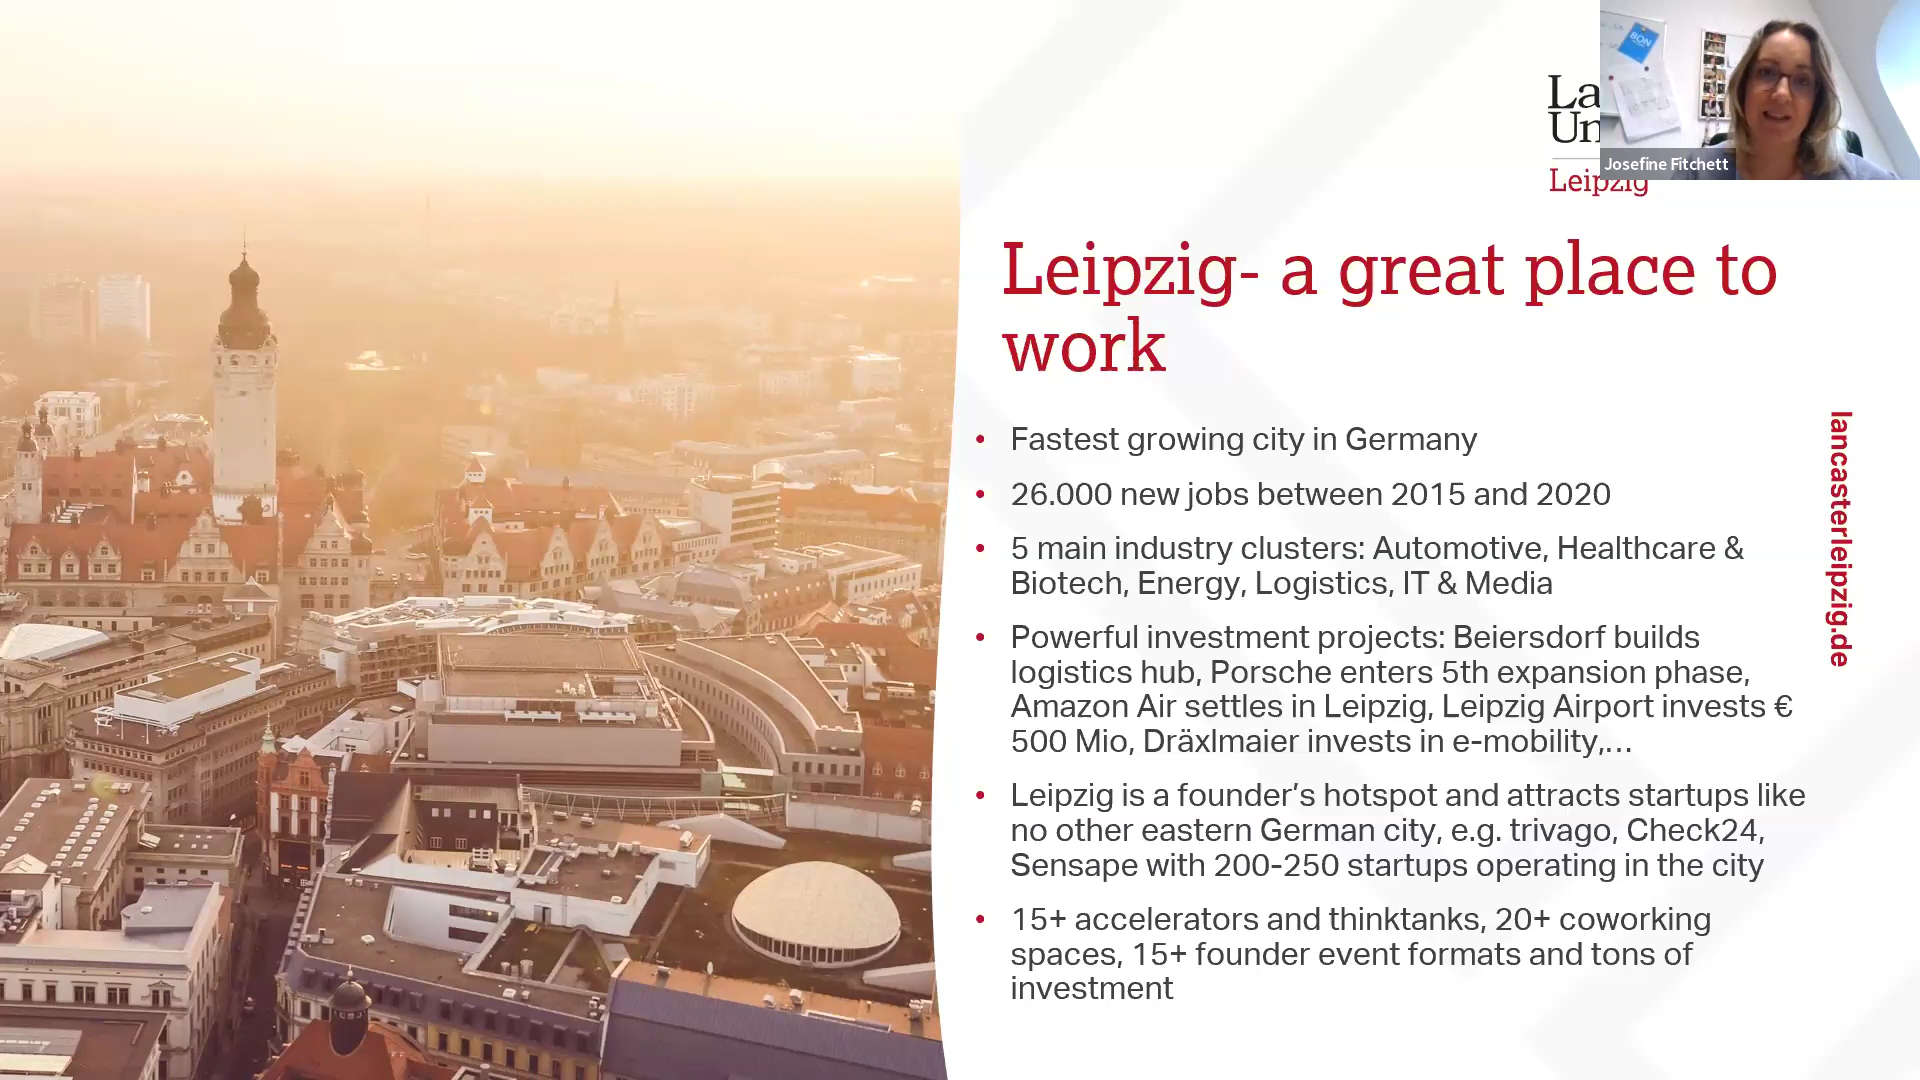 BON
La
Un
Josefine Fitchett
Leipzig
Leipzig- a great place to
work
• Fastest growing city in Germany
• 26.000 new jobs between 2015 and 2020
• 5 main industry clusters: Automotive, Healthcare &
Biotech, Energy, Logistics, IT & Media
• Powerful investment projects: Beiersdorf builds
logistics hub, Porsche enters 5th expansion phase,
Amazon Air settles in Leipzig, Leipzig Airport invests €
500 Mio, Dräxlmaier invests in e-mobility,...
• Leipzig is a founder’s hotspot and attracts startups like
no other eastern German city, e.g. trivago, Check24,
Sensape with 200-250 startups operating in the city
• 15+ accelerators and thinktanks, 20+ coworking
spaces, 15+ founder event formats and tons of
investment
lancasterleipzig.de